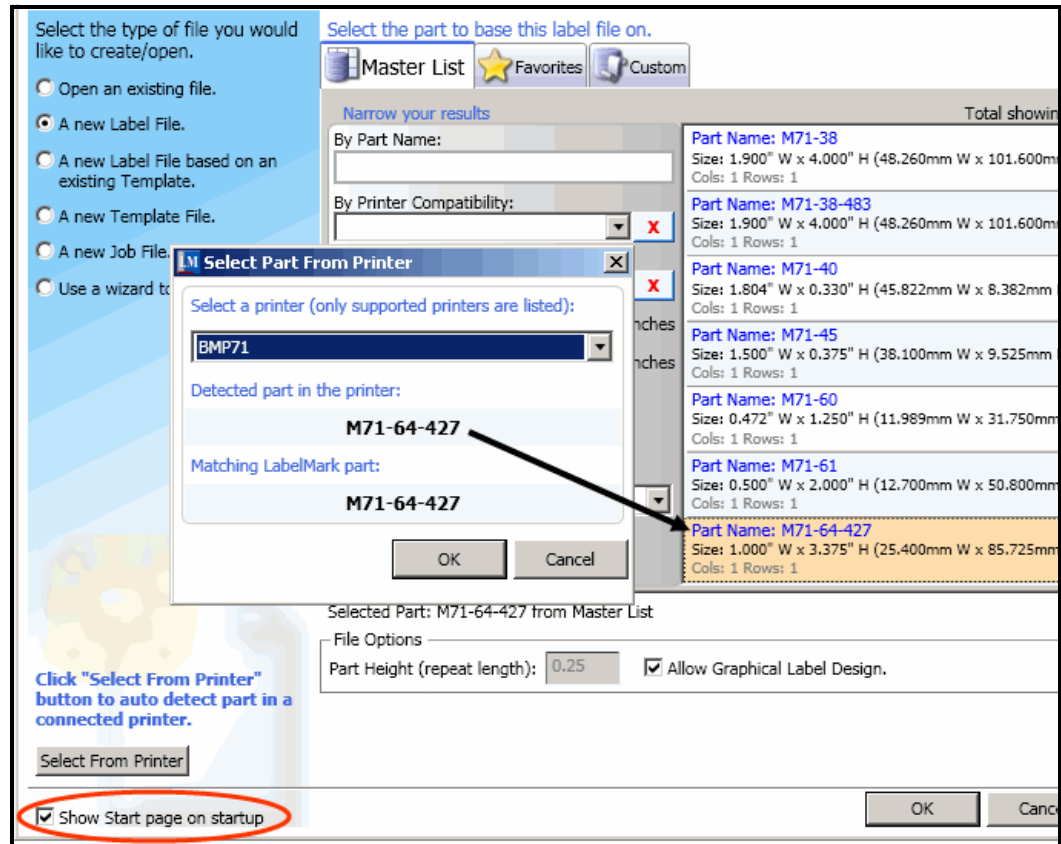 Select the type of file you would
like to create/open.
Open an existing file.
A new Label File.
A new Label File based on an
existing Template.
A new Template File.
A new Job File.
Use a wizard to
Click "Select From Printer"
button to auto detect part in a
connected printer.
Select From Printer
Show Start page on startup
Select the part to base this label file on.
Master List
Favorites
Custom
Narrow your results
Total showin
By Part Name:
By Printer Compatibility:
X
X
nches
nches
Part Name: M71-38
Size: 1.900" W x 4.000" H (48.260mm W x 101.600m
Cols: 1 Rows: 1
Part Name: M71-38-483
Size: 1.900" W x 4.000" H (48.260mm W x 101.600m
Cols: 1 Rows: 1
Part Name: M71-40
Size: 1.804" W x 0.330" H (45.822mm W x 8.382mm
Cols: 1 Rows: 1
Part Name: M71-45
Size: 1.500" W x 0.375" H (38.100mm W x 9.525mm
Cols: 1 Rows: 1
Part Name: M71-60
Size: 0.472" W x 1.250" H (11.989mm W x 31.750mm
Cols: 1 Rows: 1
Part Name: M71-61
Size: 0.500" W x 2.000" H (12.700mm W x 50.800mm
Cols: 1 Rows: 1
Part Name: M71-64-427
Size: 1.000" W x 3.375" H (25.400mm W x 85.725mm
Cols: 1 Rows: 1
LM Select Part From Printer
Select a printer (only supported printers are listed):
BMP71
Detected part in the printer:
M71-64-427
Matching LabelMark part:
M71-64-427
OK
Cancel
Selected Part: M71-64-427 from Master List
File Options
Part Height (repeat length): 0.25
Allow Graphical Label Design.
OK
Canc